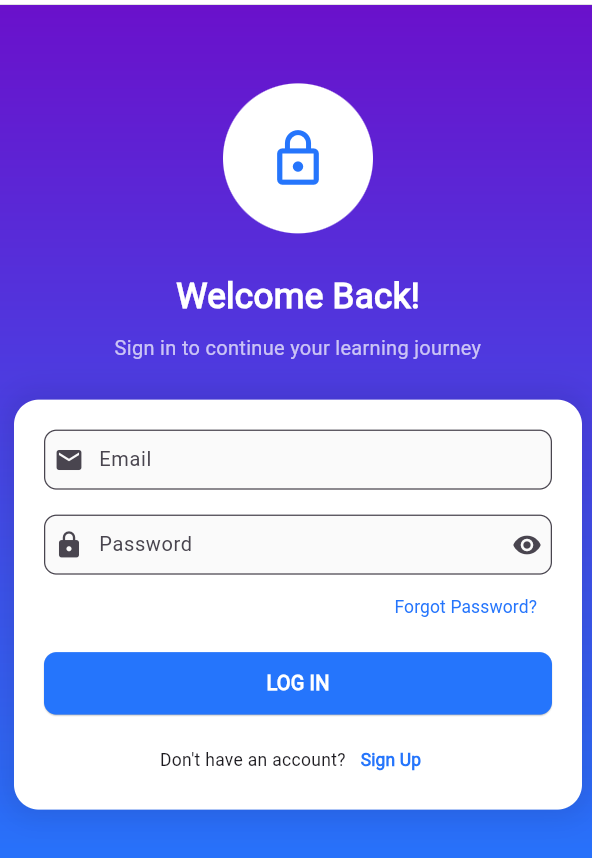 Welcome Back!
Sign in to continue your learning journey
Email
Password
Forgot Password?
LOG IN
Don't have an account? Sign Up